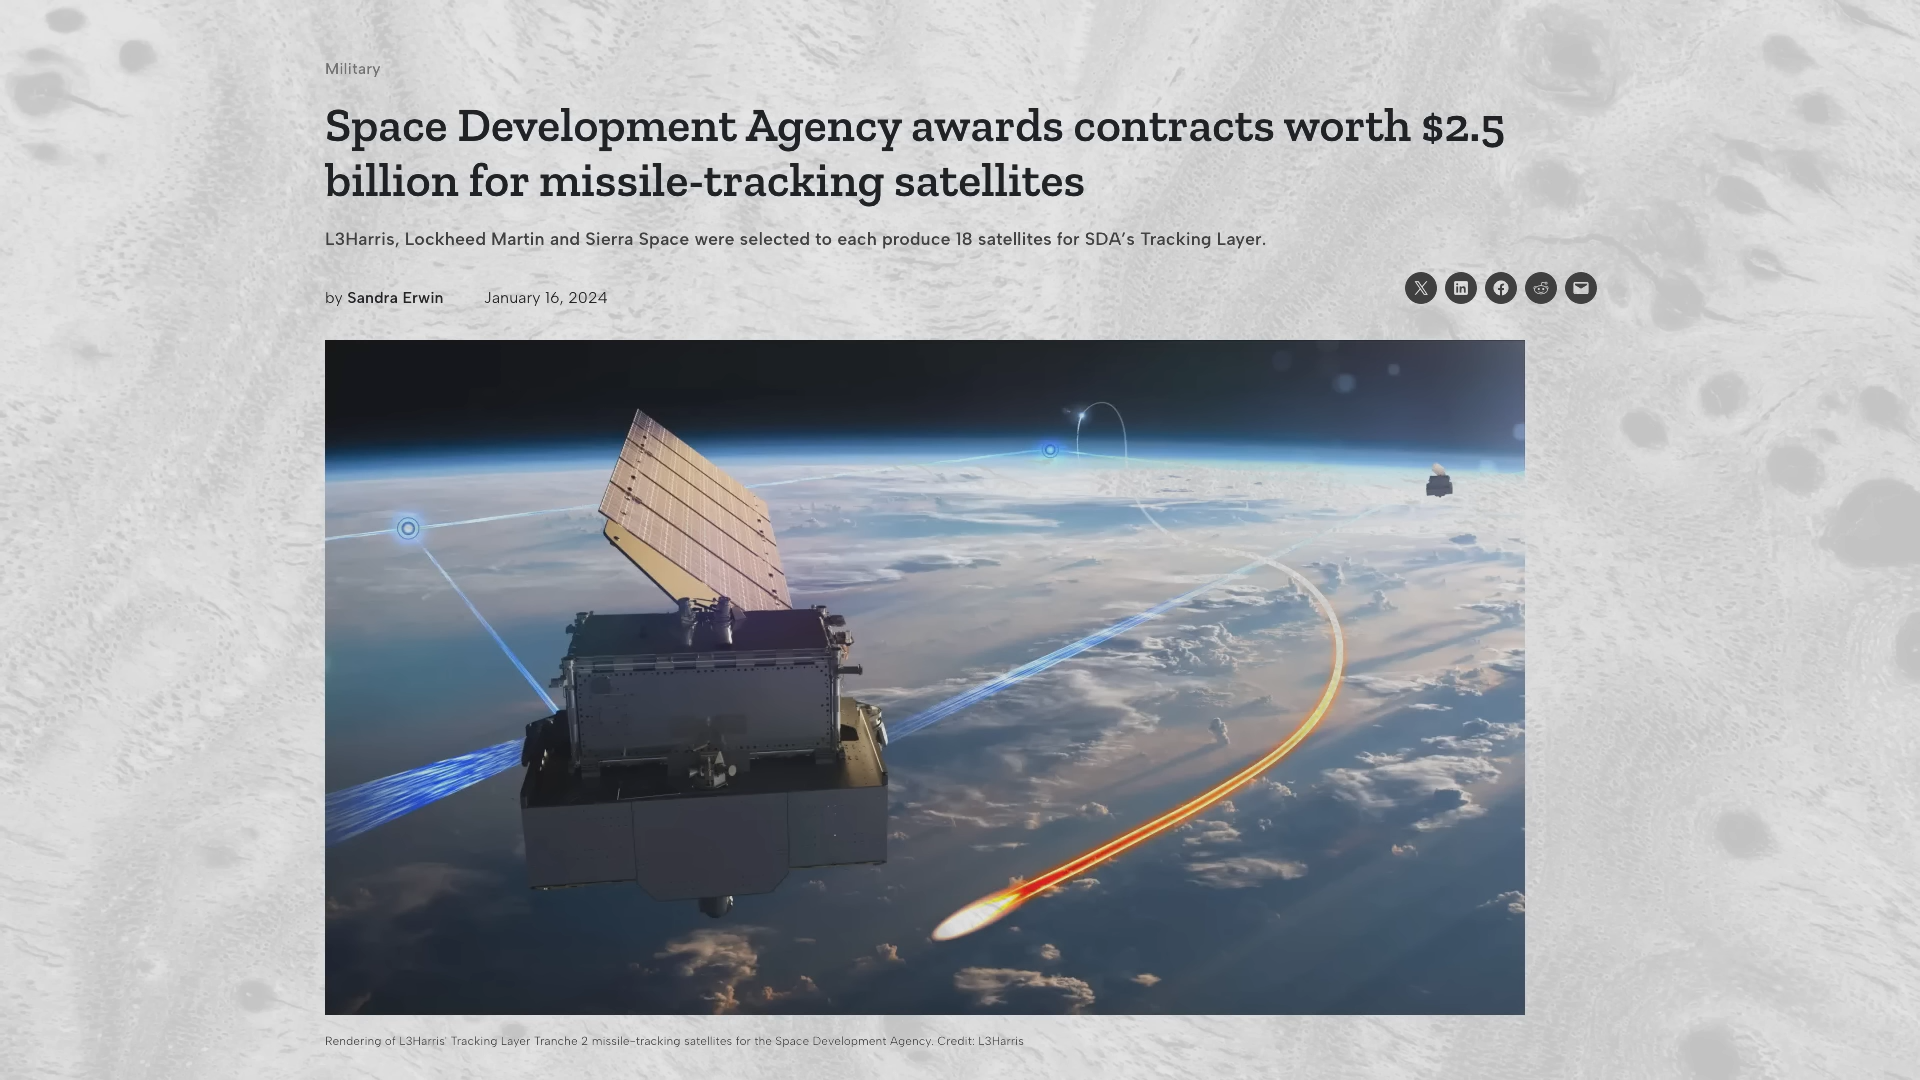 Military
Space Development Agency awards contracts worth $2.5
billion for missile-tracking satellites
L3Harris, Lockheed Martin and Sierra Space were selected to each produce 18 satellites for SDA’s Tracking Layer.
by Sandra Erwin January 16, 2024
Rendering of L3Harris' Tracking Layer Tranche 2 missile-tracking satellites for the Space Development Agency. Credit: L3Harris